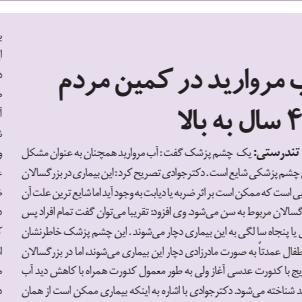 ب مروارید در کمین مردم
۴ سال به بالا
تندرستی: یک چشم پزشک گفت: آب مروارید همچنان به عنوان مشکل
چشم پزشکی شایع است. دکتر جوادی تصریح کرد: این بیماری در بزرگسالان
ی است که ممکن است بر اثر ضربه یا دیابت به وجود آید اما شایع ترین علت آن
گسالان مربوط به سن می‌شود. وی افزود: تقریبا می‌توان گفت تمام افراد پس
ل یا پنجاه سالگی به این بیماری دچار می‌شوند. این چشم پزشک خاطرنشان
طفال عمدتاً به صورت مادرزادی دچار این بیماری می‌شوند، اما در بزرگسالان
یج با کدورت عدسی آغاز ولی به طور معمول کدورت همراه با کاهش دید آب
د شناخته می‌شود. دکتر جوادی با اشاره به اینکه بیماری ممکن است از همان